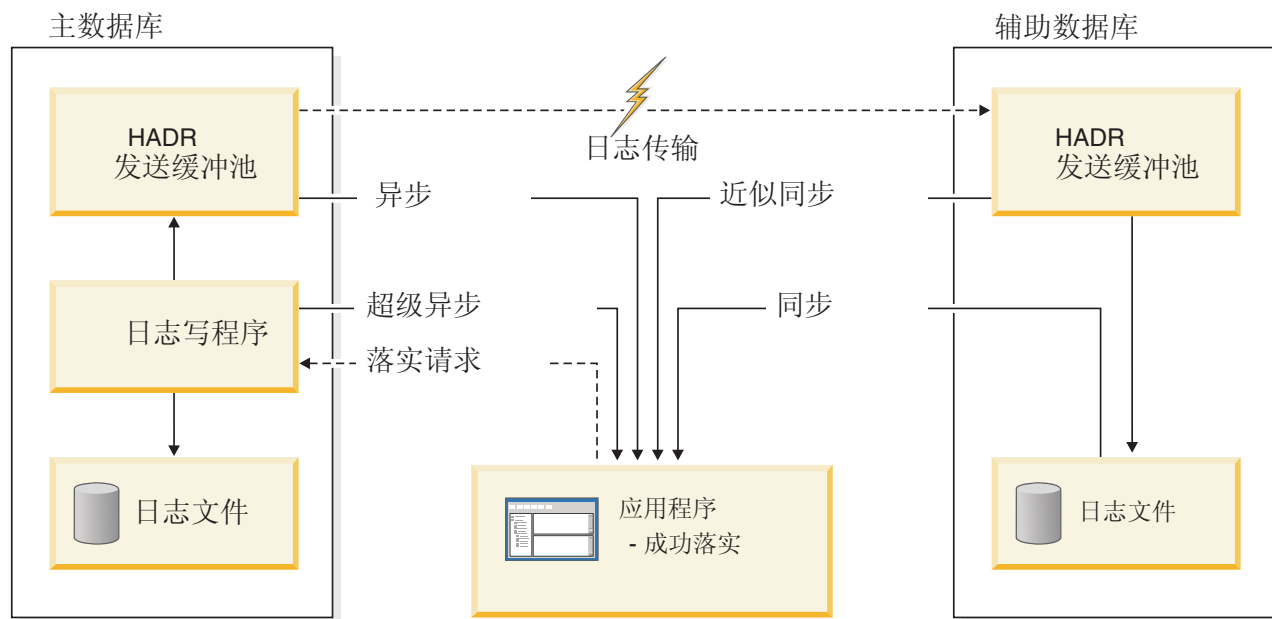 主数据库
辅助数据库
HADR
发送缓冲池
HADR
发送缓冲池
日志传输
异步
近似同步
超级异步
同步
日志写程序
落实请求
日志文件
应用程序
- 成功落实
日志文件